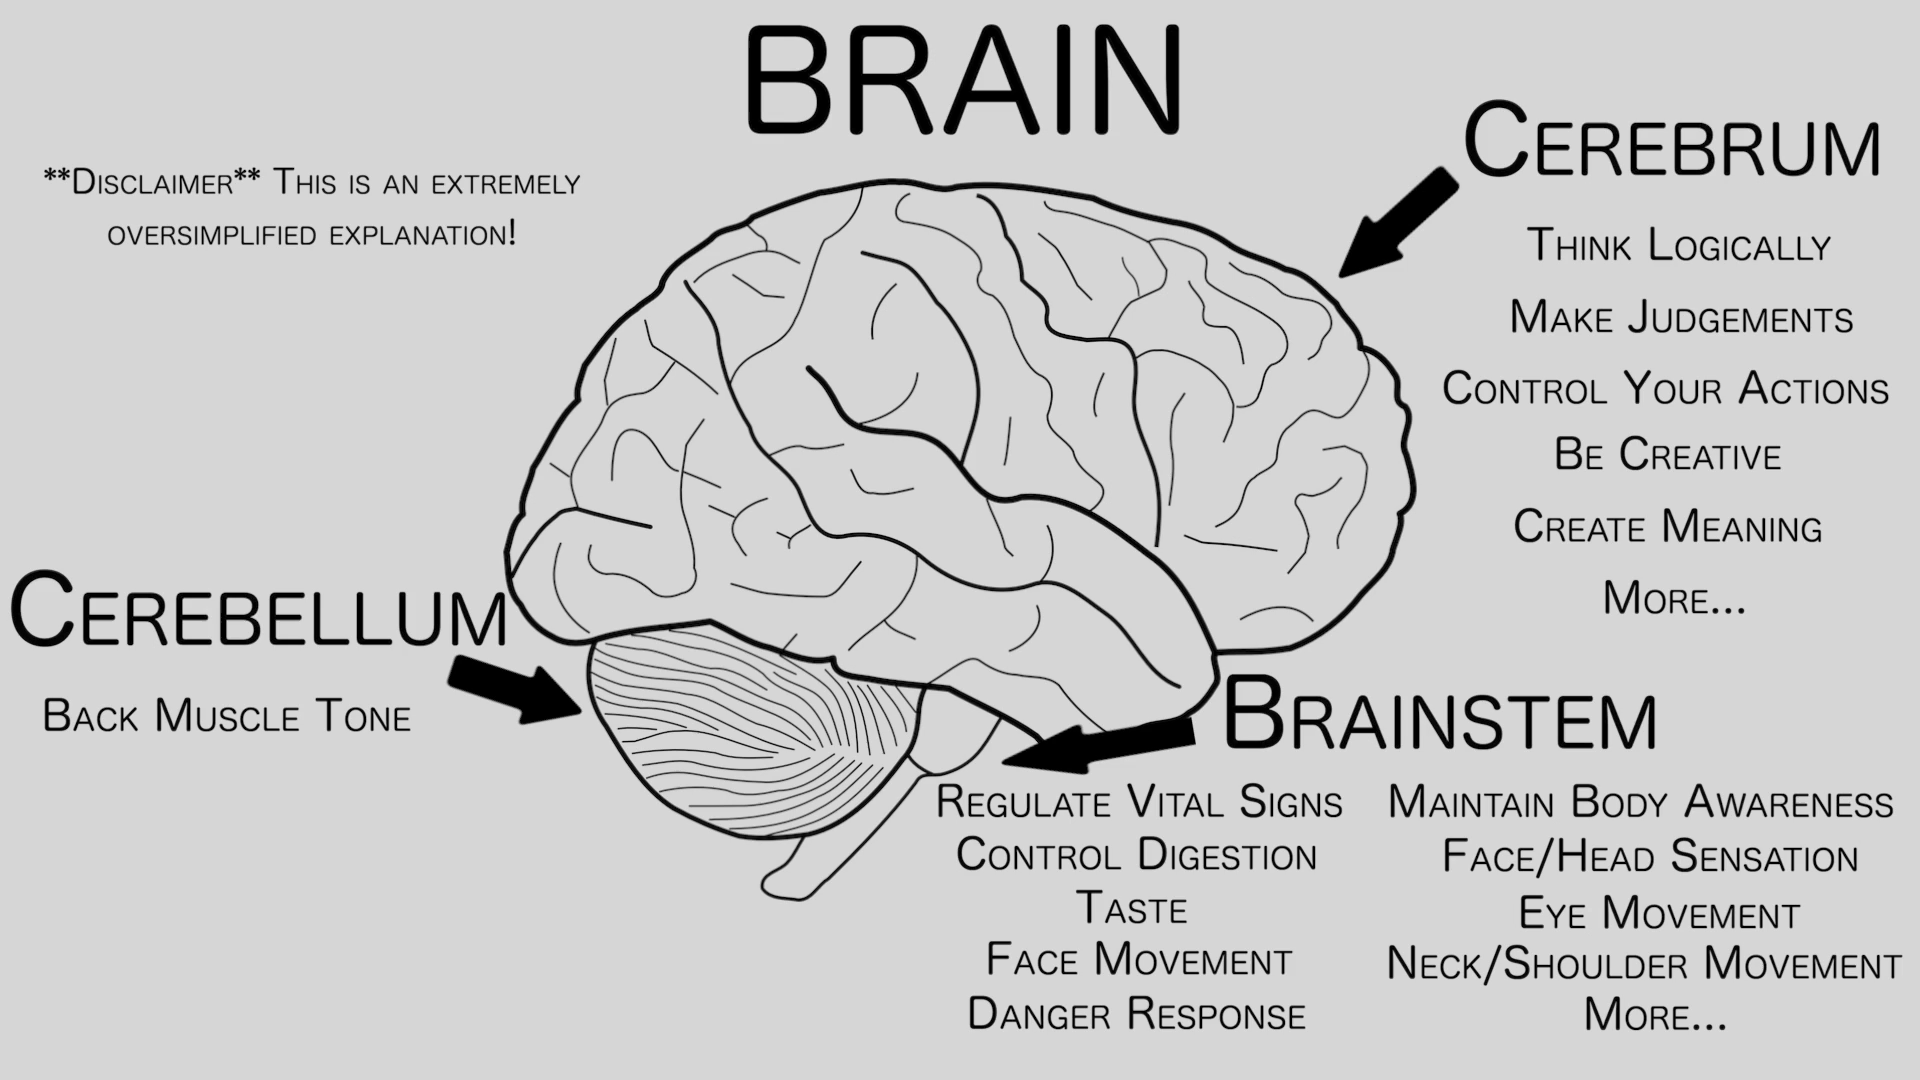 BRAIN
**Disclaimer** This is an extremely
oversimplified explanation!
Cerebrum
Think Logically
Make Judgements
Control Your Actions
Be Creative
Create Meaning
More...
Cerebellum
Back Muscle Tone
Brainstem
Regulate Vital Signs
Control Digestion
Taste
Face Movement
Danger Response
Maintain Body Awareness
Face/Head Sensation
Eye Movement
Neck/Shoulder Movement
More...